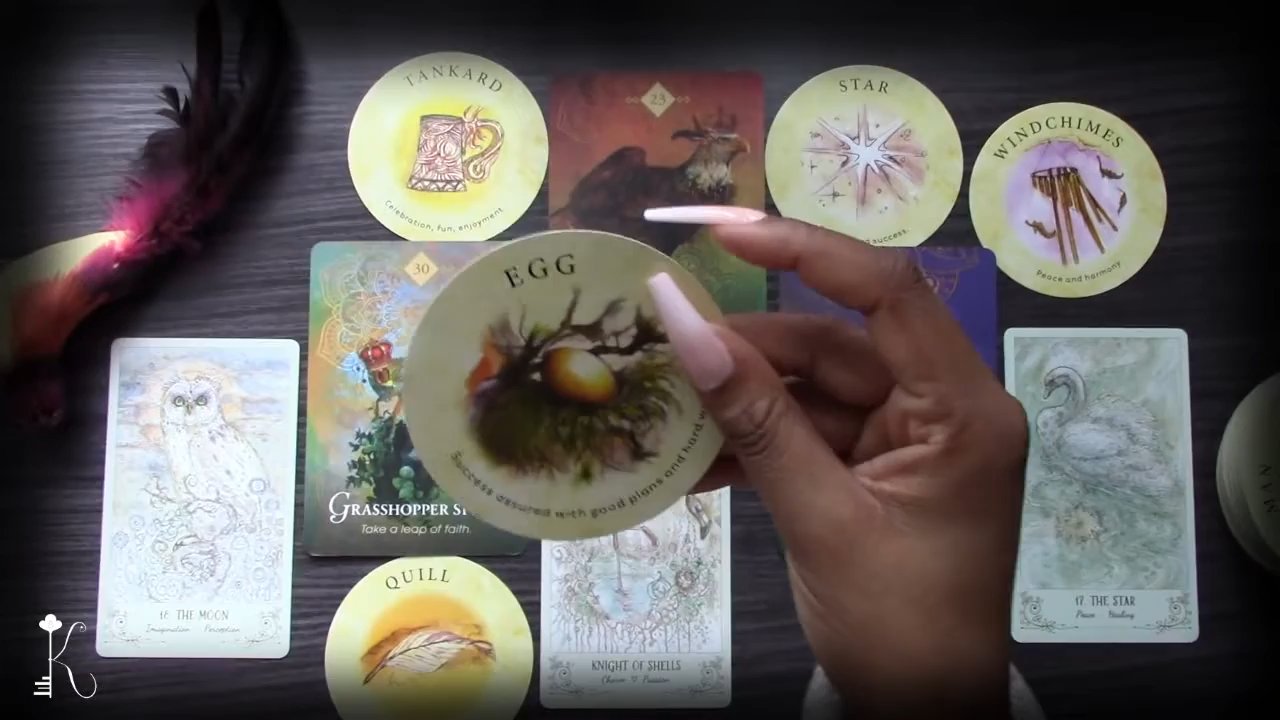 TANKARD
Celebration, fun, enjoyment
23
STAR
success.
WINDCHIMES
Peace and harmony
30
EGG
Success assured with good plans and hard
GRASSHOPPER
Take a leap of faith.
18 THE MOON
Imagination Perception
QUILL
KNIGHT OF SHELLS
17. THE STAR
Peace Healing
K